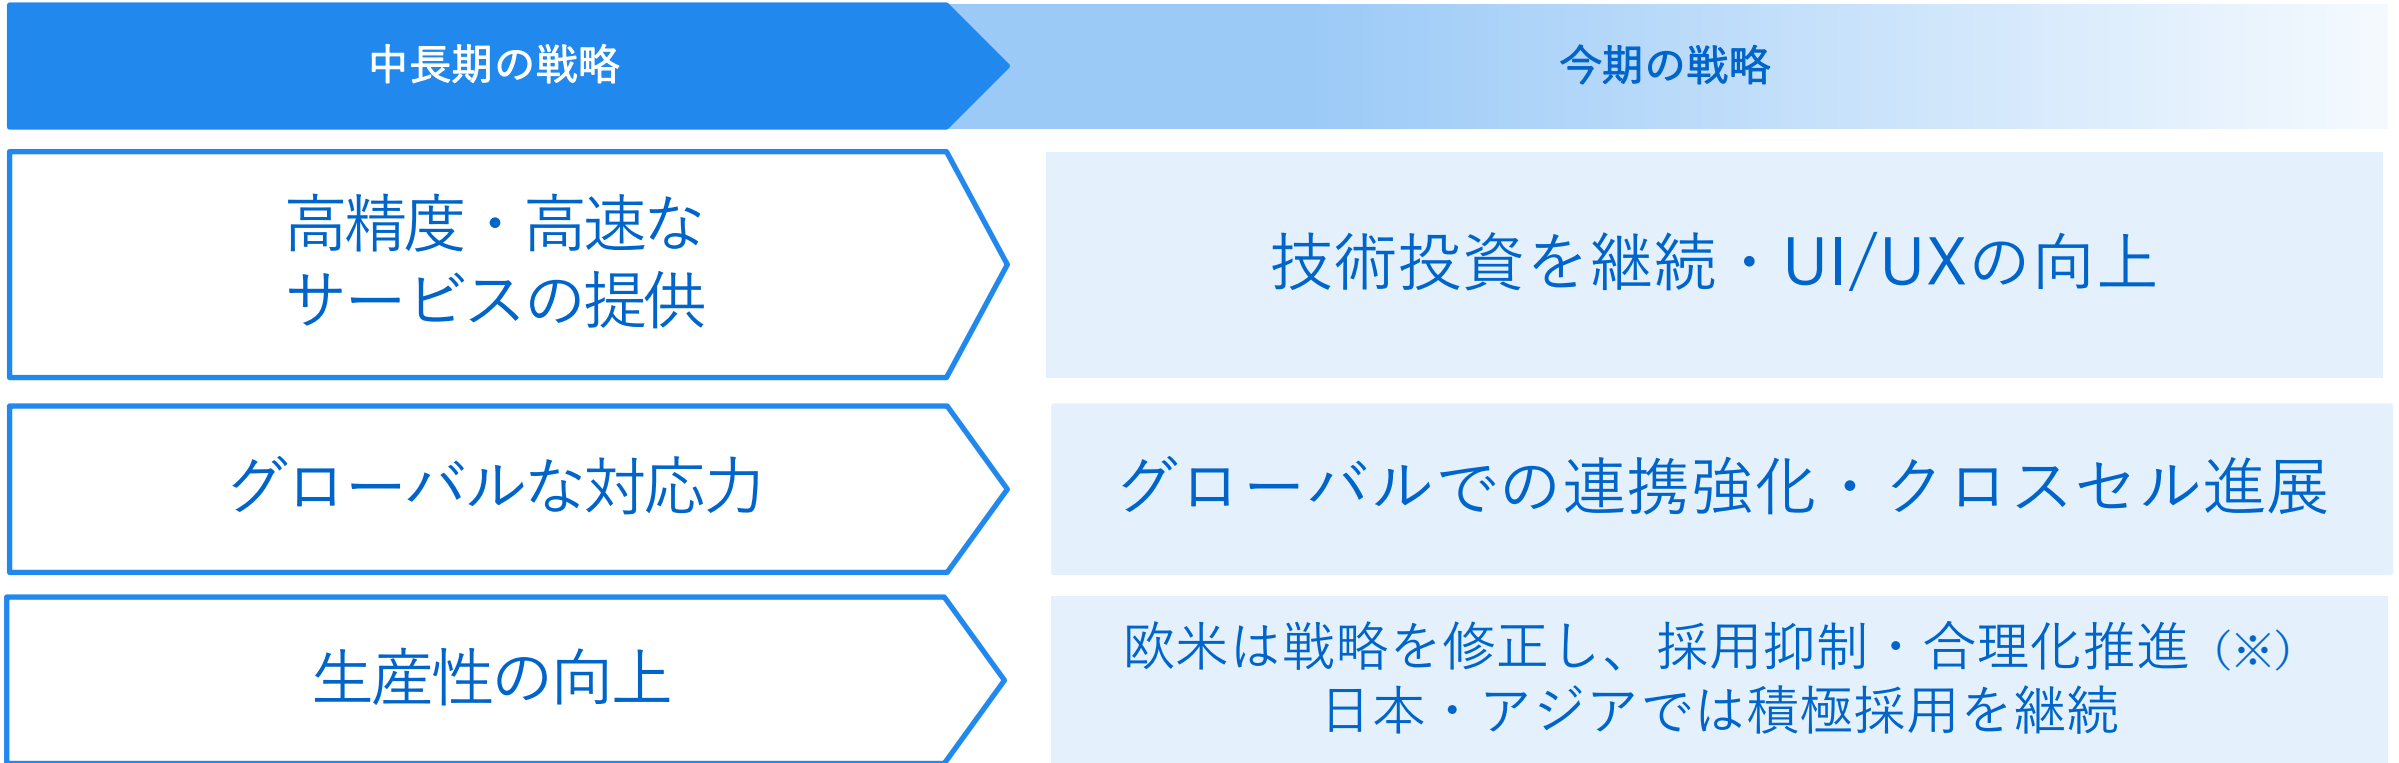 中長期の戦略
今期の戦略
高精度・高速な
サービスの提供
技術投資を継続・UI/UXの向上
グローバルな対応力
グローバルでの連携強化・クロスセル進展
生産性の向上
欧米は戦略を修正し、採用抑制・合理化推進（※）
日本・アジアでは積極採用を継続